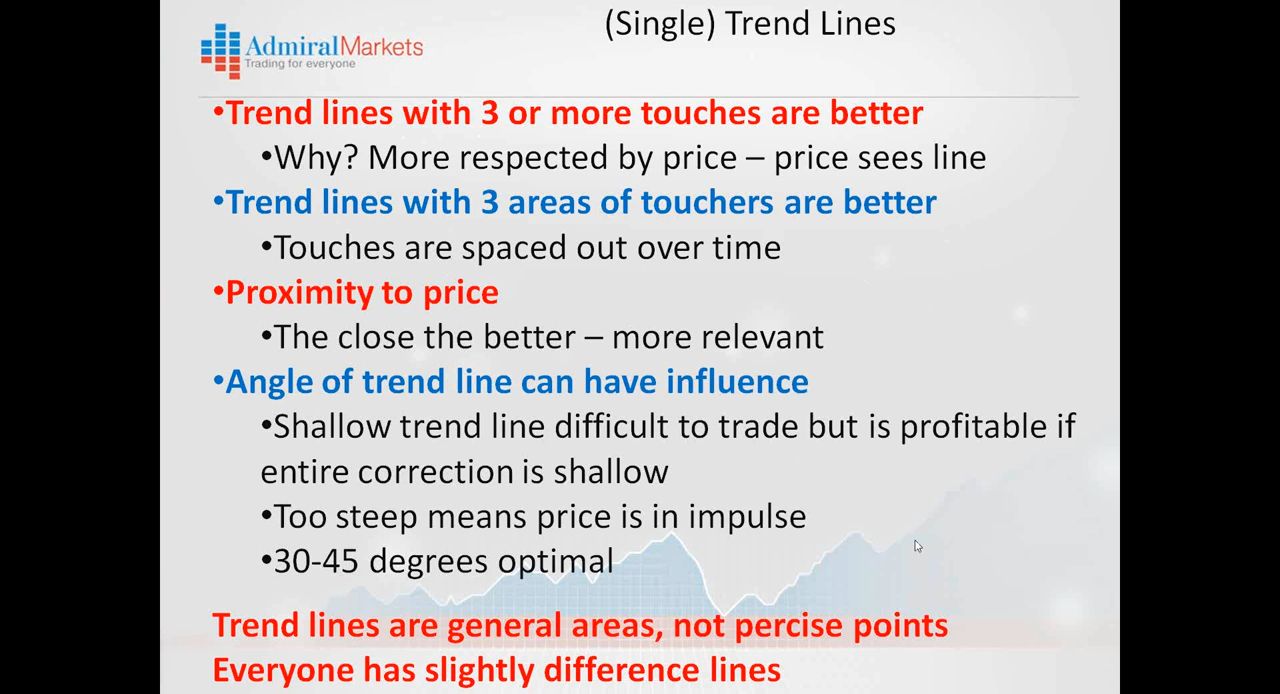 (Single) Trend Lines
AdmiralMarkets
Trading for everyone
•Trend lines with 3 or more touches are better
•Why? More respected by price – price sees line
•Trend lines with 3 areas of touchers are better
•Touches are spaced out over time
•Proximity to price
•The close the better – more relevant
•Angle of trend line can have influence
•Shallow trend line difficult to trade but is profitable if
entire correction is shallow
•Too steep means price is in impulse
•30-45 degrees optimal
Trend lines are general areas, not percise points
Everyone has slightly difference lines